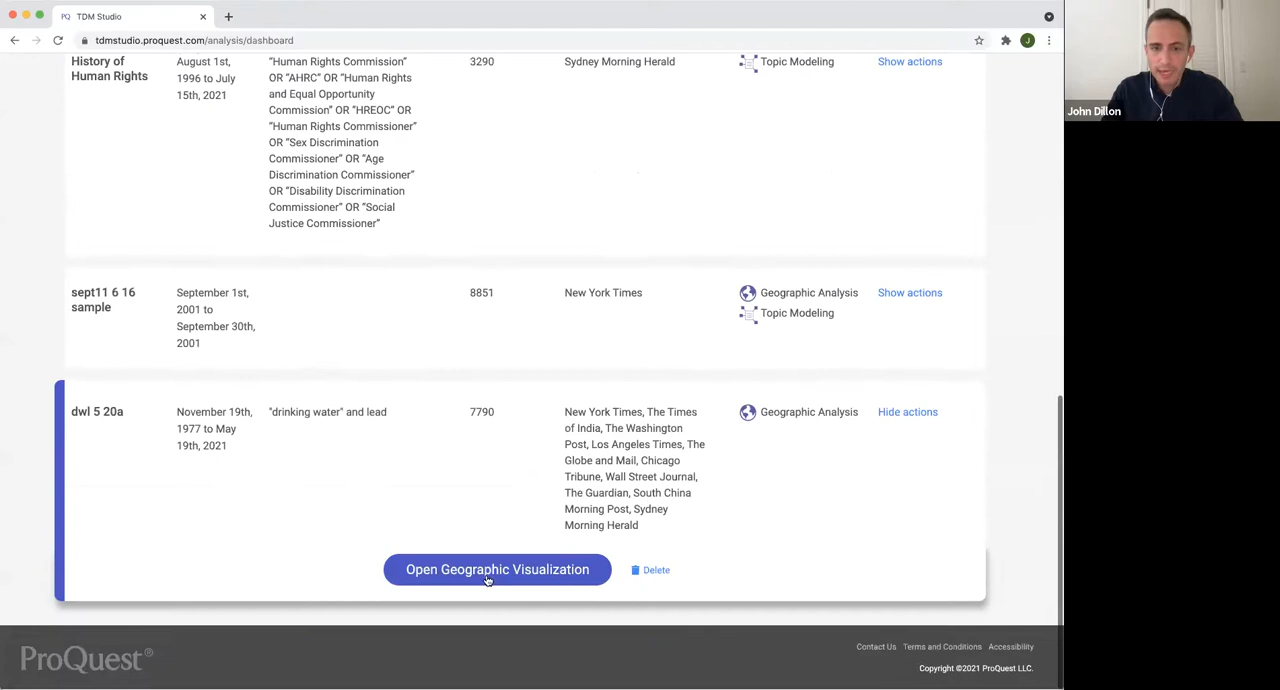 PQ TDM Studio
tdmstudio.proquest.com/analysis/dashboard
J
John Dillon
History of
Human Rights
August 1st,
1996 to July
15th, 2021
“Human Rights Commission”
OR “AHRC” OR “Human Rights
and Equal Opportunity
Commission” OR “HREOC” OR
“Human Rights Commissioner”
OR “Sex Discrimination
Commissioner” OR “Age
Discrimination Commissioner”
OR “Disability Discrimination
Commissioner” OR “Social
Justice Commissioner”
3290
Sydney Morning Herald
Topic Modeling
Show actions
sept11 6 16
sample
September 1st,
2001 to
September 30th,
2001
8851
New York Times
Geographic Analysis
Topic Modeling
Show actions
dwl 5 20a
November 19th,
1977 to May
19th, 2021
"drinking water" and lead
7790
New York Times, The Times
of India, The Washington
Post, Los Angeles Times, The
Globe and Mail, Chicago
Tribune, Wall Street Journal,
The Guardian, South China
Morning Post, Sydney
Morning Herald
Geographic Analysis
Hide actions
Open Geographic Visualization
Delete
ProQuest®
Contact Us Terms and Conditions Accessibility
Copyright ©2021 ProQuest LLC.